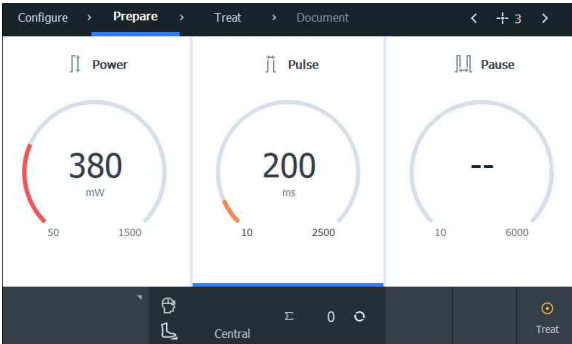 Configure > Prepare > Treat > Document < 3 >
Power
380
mW
50 1500
Pulse
200
ms
10 2500
Pause
--
10 6000
Σ 0
Central
Treat